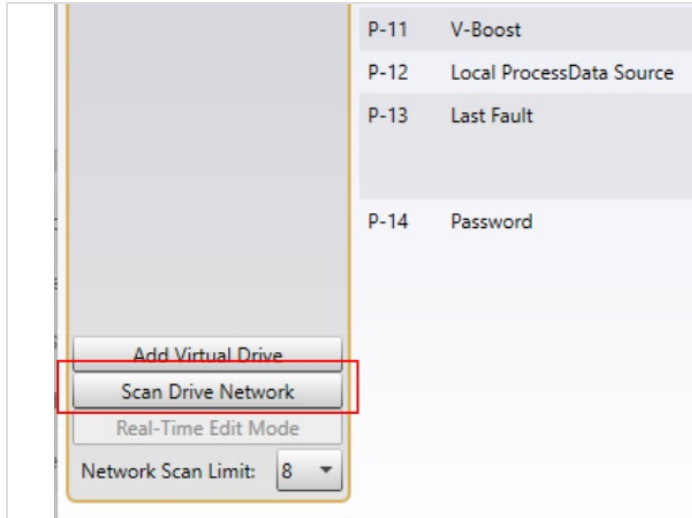 P-11 V-Boost
P-12 Local ProcessData Source
P-13 Last Fault
P-14 Password
Add Virtual Drive
Scan Drive Network
Real-Time Edit Mode
Network Scan Limit: 8